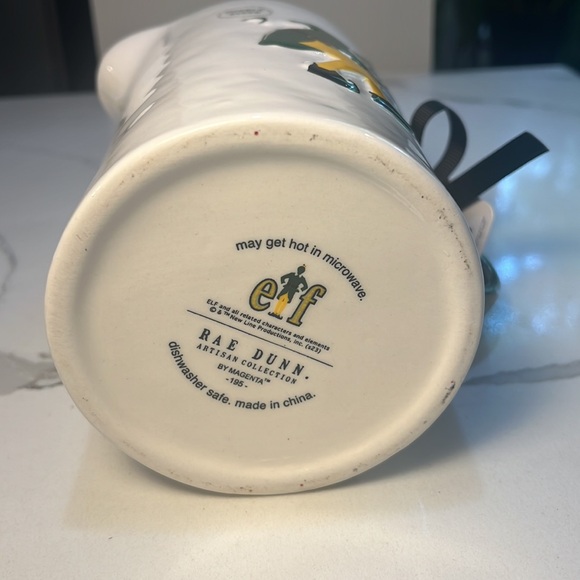 may get hot in microwave.
elf
ELF and all related characters and elements
© & ™ New Line Productions, Inc. (s23)
RAE DUNN.
ARTISAN COLLECTION
BY MAGENTA™
-195-
dishwasher safe. made in china.